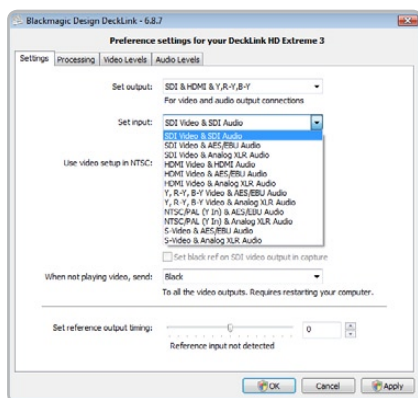 Blackmagic Design DeckLink - 6.8.7
Preference settings for your DeckLink HD Extreme 3
Settings Processing Video Levels Audio Levels
Set output: SDI & HDMI & Y,R-Y,B-Y
For video and audio output connections
Set input: SDI Video & SDI Audio
SDI Video & SDI Audio
SDI Video & AES/EBU Audio
SDI Video & Analog XLR Audio
Use video setup in NTSC: HDMI Video & HDMI Audio
HDMI Video & AES/EBU Audio
HDMI Video & Analog XLR Audio
Y, R-Y, B-Y Video & AES/EBU Audio
Y, R-Y, B-Y Video & Analog XLR Audio
NTSC/PAL (Y In) & AES/EBU Audio
NTSC/PAL (Y In) & Analog XLR Audio
S-Video & AES/EBU Audio
S-Video & Analog XLR Audio
Set black ref on SDI video output in capture
When not playing video, send: Black
To all the video outputs. Requires restarting your computer.
Set reference output timing: 0
Reference input not detected
OK Cancel Apply